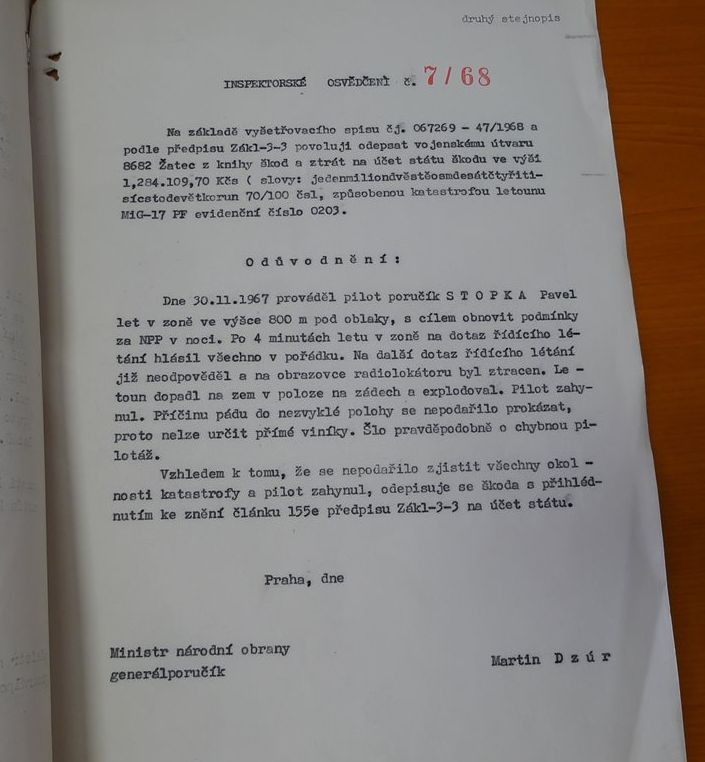 druhý stejnopis
INSPEKTORSKÉ OSVĚDČENÍ č. 7/68
Na základě vyšetřovacího spisu čj. 067269 - 47/1968 a
podle předpisu Zákl-3-3 povoluji odepsat vojenskému útvaru
8682 Žatec z knihy škod a ztrát na účet státu škodu ve výši
1,284.109,70 Kčs ( slovy: jedenmiliondvěstěosmdesátčtyřiti-
sícstodevětkorun 70/100 čsl, způsobenou katastrofou letounu
MiG-17 PF evidenční číslo 0203.
O d ů v o d n ě n í :
Dne 30.11.1967 prováděl pilot poručík S T O P K A Pavel
let v zoně ve výšce 800 m pod oblaky, s cílem obnovit podmínky
za NPP v noci. Po 4 minutách letu v zoně na dotaz řídícího lé-
tání hlásil všechno v pořádku. Na další dotaz řídícího létání
již neodpověděl a na obrazovce radiolokátoru byl ztracen. Le -
toun dopadl na zem v poloze na zádech a explodoval. Pilot zahy-
nul. Příčinu pádu do nezvyklé polohy se nepodařilo prokázat,
proto nelze určit přímé viníky. Šlo pravděpodobně o chybnou pi-
lotáž.
Vzhledem k tomu, že se nepodařilo zjistit všechny okol -
nosti katastrofy a pilot zahynul, odepisuje se škoda s přihléd-
nutím ke znění článku 155e předpisu Zákl-3-3 na účet státu.
Praha, dne
Ministr národní obrany
generálporučík
Martin D z ú r